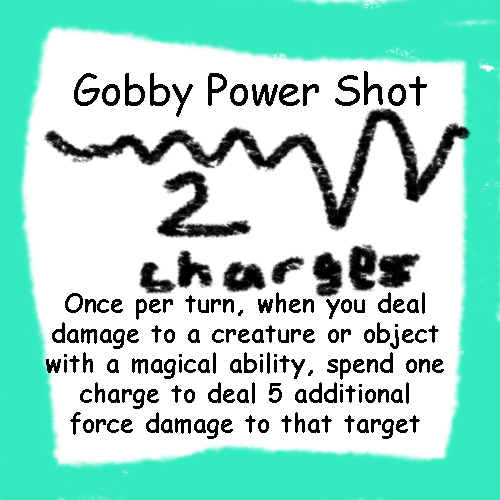 Gobby Power Shot
2
charges
Once per turn, when you deal
damage to a creature or object
with a magical ability, spend one
charge to deal 5 additional
force damage to that target